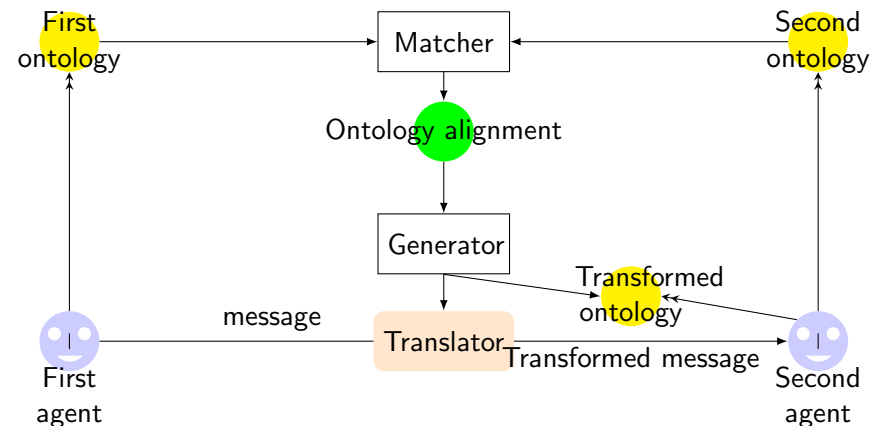 First
ontology
Matcher
Second
ontology
Ontology alignment
Generator
Transformed
ontology
message
Translator
Transformed message
First
agent
Second
agent